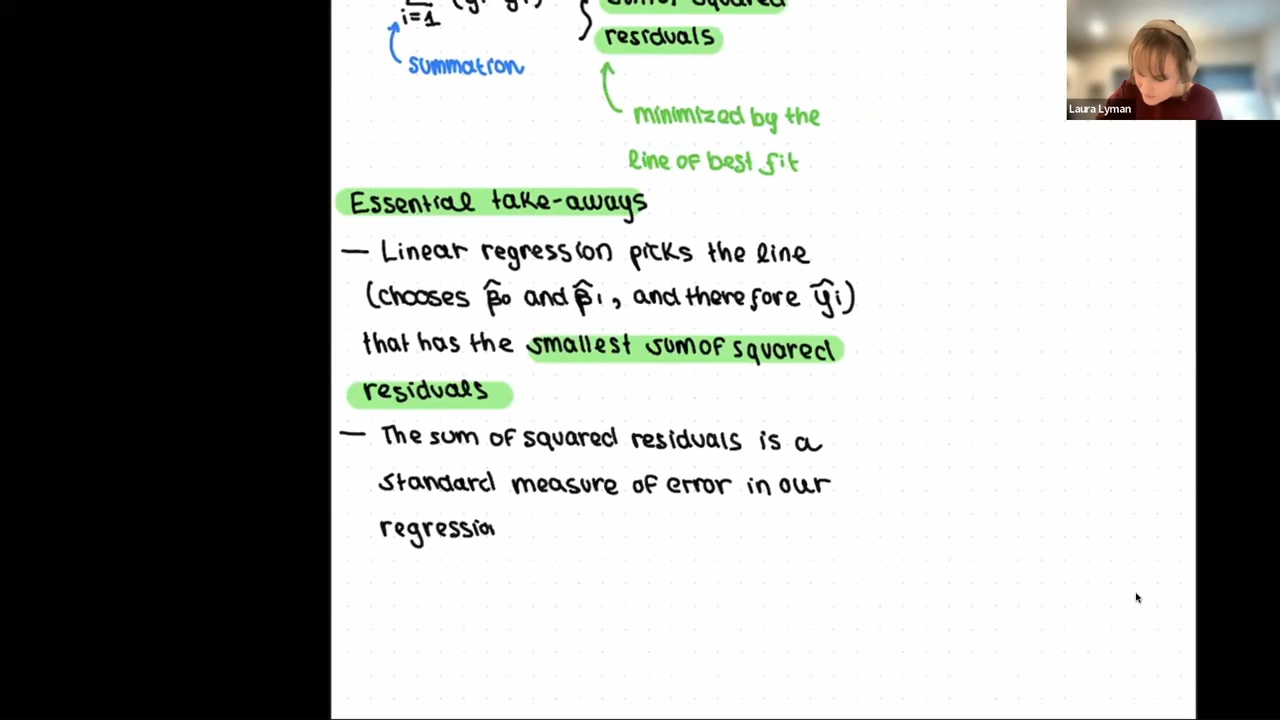 i=1
residuals
summation
minimized by the
line of best fit
Essential take-aways
— Linear regression picks the line
(chooses β̂0 and β̂1, and therefore ŷi)
that has the smallest sum of squared
residuals
— The sum of squared residuals is a
standard measure of error in our
regression
Laura Lyman